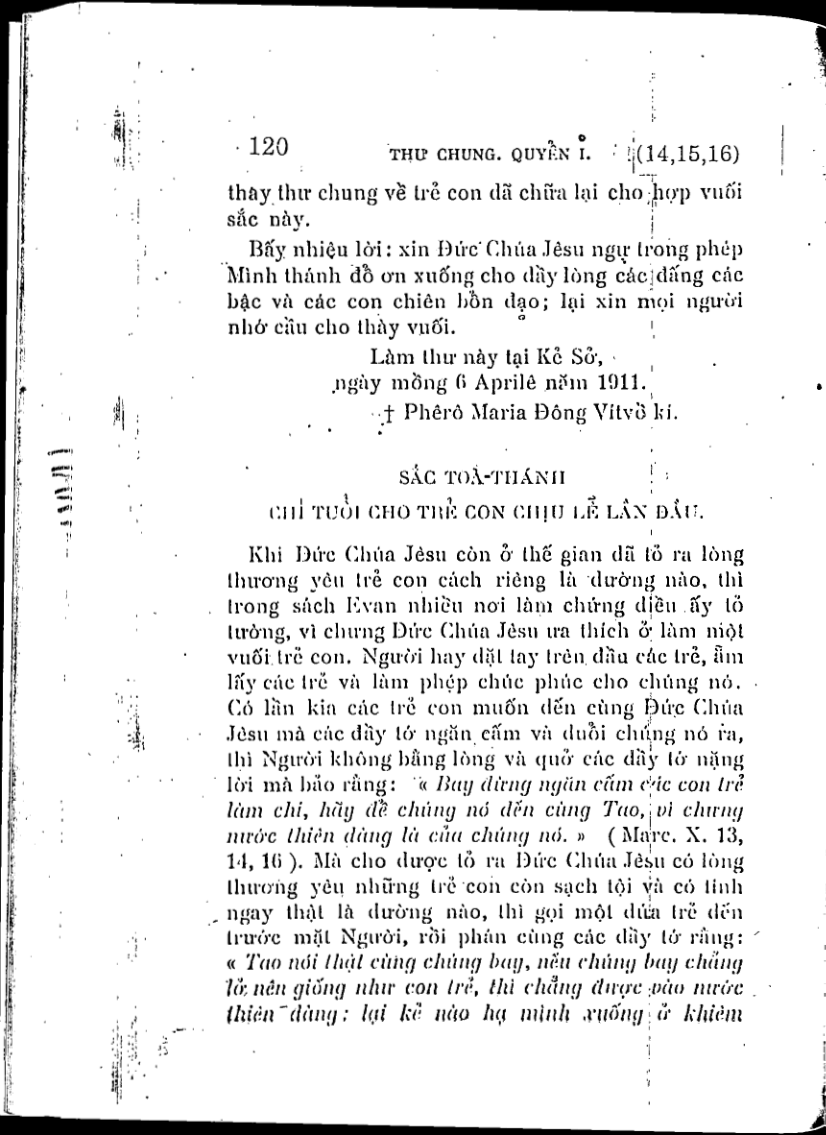 120 THƯ CHUNG. QUYỂN I. (14,15,16)
thày thư chung về trẻ con đã chữa lại cho hợp vuối
sắc này.
Bấy nhiêu lời: xin Đức Chúa Jêsu ngự trong phép
Mình thánh đổ ơn xuống cho đầy lòng các đấng các
bậc và các con chiên bổn đạo; lại xin mọi người
nhớ cầu cho thày vuối.
Làm thư này tại Kẻ Sở,
ngày mồng 6 Aprilê năm 1911.
† Phêrô Maria Đông Vítvồ kí.
SẮC TOÀ-THÁNH
CHỈ TUỔI CHO TRẺ CON CHỊU LỄ LẦN ĐẦU.
Khi Đức Chúa Jêsu còn ở thế gian đã tỏ ra lòng
thương yêu trẻ con cách riêng là dường nào, thì
trong sách Evan nhiều nơi làm chứng điều ấy tỏ
tường, vì chưng Đức Chúa Jêsu ưa thích ở làm một
vuối trẻ con. Người hay đặt tay trên đầu các trẻ, ẵm
lấy các trẻ và làm phép chúc phúc cho chúng nó.
Có lần kia các trẻ con muốn đến cùng Đức Chúa
Jêsu mà các đầy tớ ngăn cấm và đuổi chúng nó ra,
thì Người không bằng lòng và quở các đầy tớ nặng
lời mà bảo rằng: « Bay đừng ngăn cấm các con trẻ
làm chi, hãy để chúng nó đến cùng Tao, vì chưng
nước thiên đàng là của chúng nó. » ( Marc. X. 13,
14, 16 ). Mà cho được tỏ ra Đức Chúa Jêsu có lòng
thương yêu những trẻ con còn sạch tội và có tính
ngay thật là dường nào, thì gọi một đứa trẻ đến
trước mặt Người, rồi phán cùng các đầy tớ rằng:
« Tao nói thật cùng chúng bay, nếu chúng bay chẳng
trở nên giống như con trẻ, thì chẳng được vào nước
thiên đàng: lại kẻ nào hạ mình xuống ở khiêm